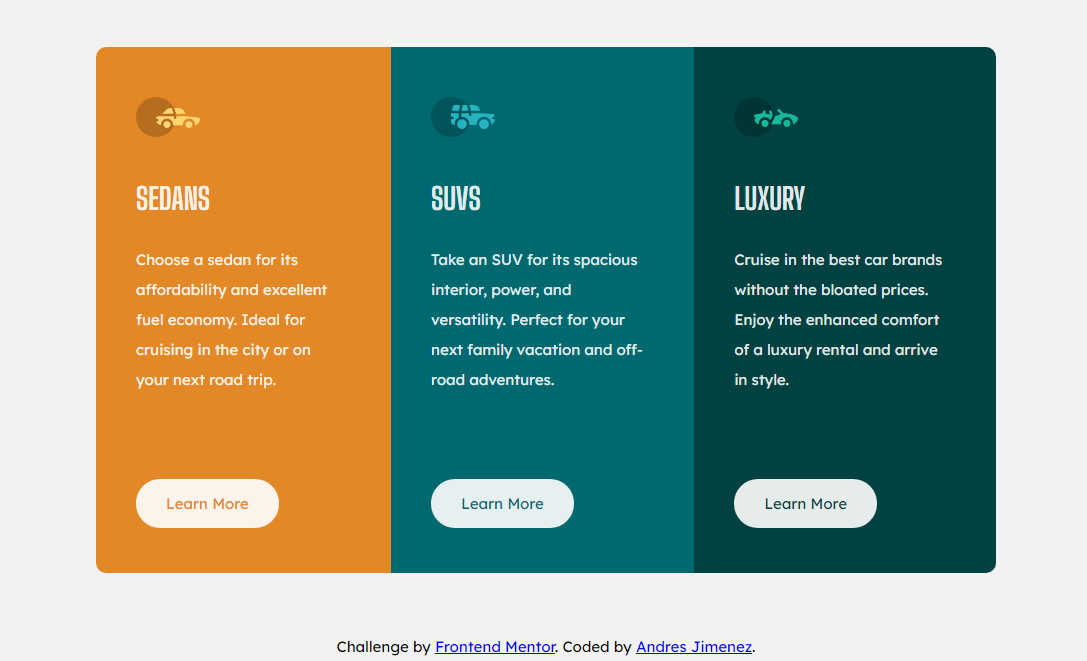 SEDANS
Choose a sedan for its
affordability and excellent
fuel economy. Ideal for
cruising in the city or on
your next road trip.
Learn More
SUVS
Take an SUV for its spacious
interior, power, and
versatility. Perfect for your
next family vacation and off-
road adventures.
Learn More
LUXURY
Cruise in the best car brands
without the bloated prices.
Enjoy the enhanced comfort
of a luxury rental and arrive
in style.
Learn More
Challenge by Frontend Mentor. Coded by Andres Jimenez.